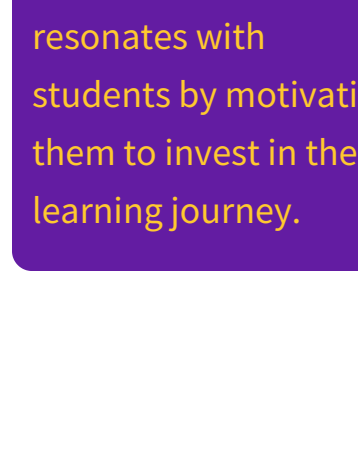 resonates with
students by motivati
them to invest in the
learning journey.